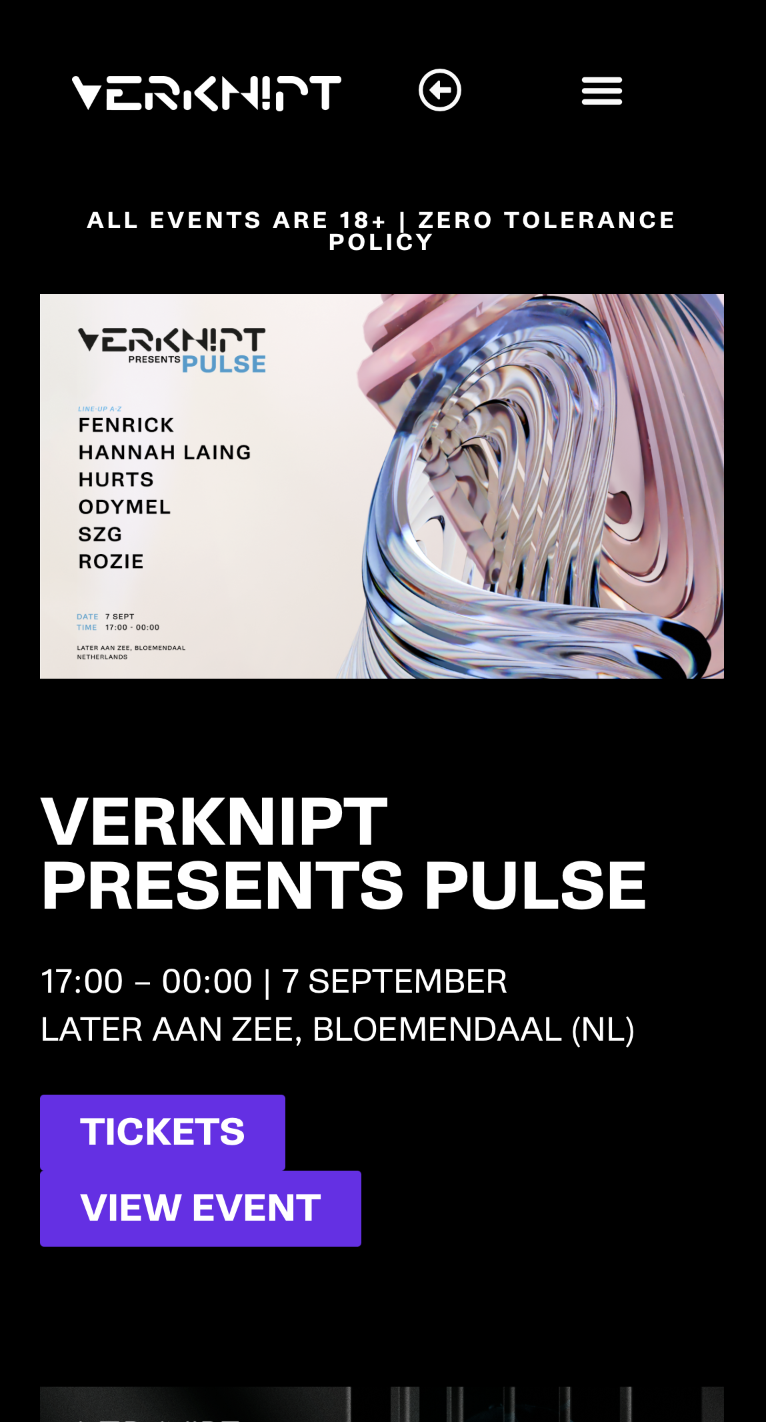 VERKNIPT
ALL EVENTS ARE 18+ | ZERO TOLERANCE
POLICY
VERKNIPT
PRESENTS PULSE
LINE-UP A-Z
FENRICK
HANNAH LAING
HURTS
ODYMEL
SZG
ROZIE
DATE 7 SEPT
TIME 17:00 - 00:00
LATER AAN ZEE, BLOEMENDAAL
NETHERLANDS
VERKNIPT
PRESENTS PULSE
17:00 – 00:00 | 7 SEPTEMBER
LATER AAN ZEE, BLOEMENDAAL (NL)
TICKETS
VIEW EVENT